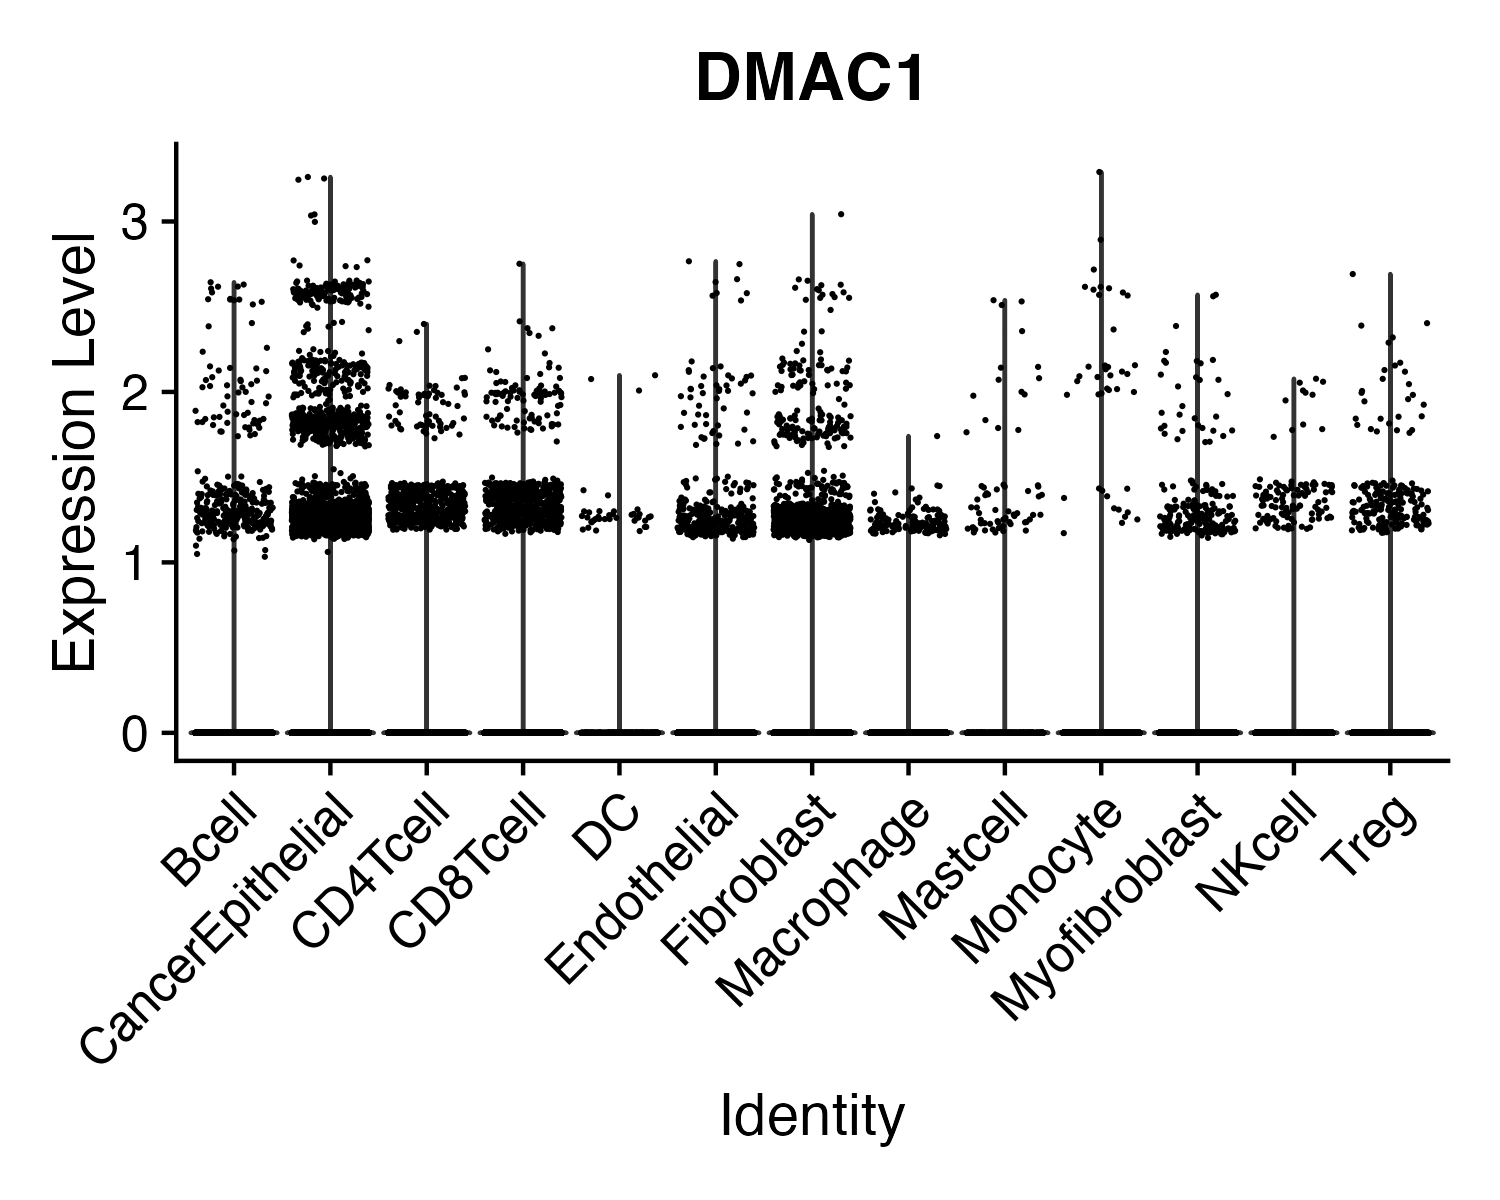 DMAC1
Expression Level
3
2
1
0
Bcell
CancerEpithelial
CD4Tcell
CD8Tcell
DC
Endothelial
Fibroblast
Macrophage
Mastcell
Monocyte
Myofibroblast
NKcell
Treg
Identity